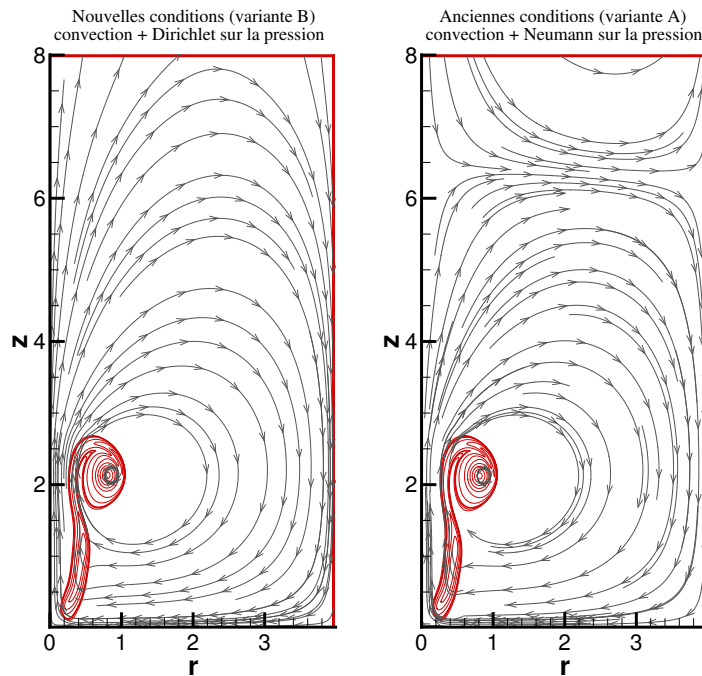 Nouvelles conditions (variante B)
convection + Dirichlet sur la pression
8
6
4
2
0
1
2
3
z
r
Anciennes conditions (variante A)
convection + Neumann sur la pression
8
6
4
2
0
1
2
3
z
r